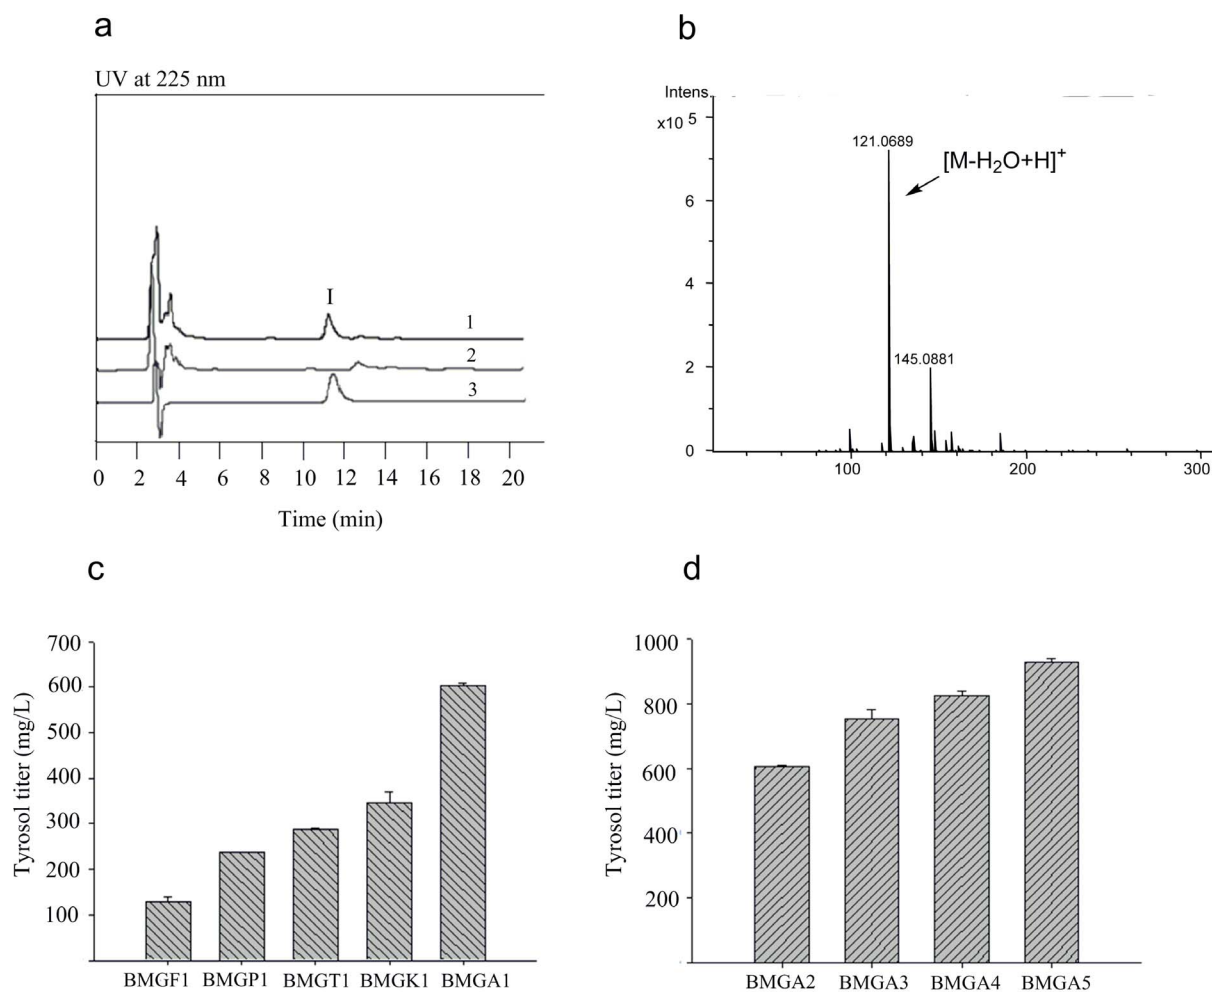 a
UV at 225 nm
I
1
2
3
0 2 4 6 8 10 12 14 16 18 20
Time (min)
b
Intens.
x10 5
121.0689
[M-H₂O+H]⁺
6
4
145.0881
2
0
100 200 300
c
Tyrosol titer (mg/L)
700
600
500
400
300
200
100
BMGF1 BMGP1 BMGT1 BMGK1 BMGA1
d
Tyrosol titer (mg/L)
1000
800
600
400
200
BMGA2 BMGA3 BMGA4 BMGA5